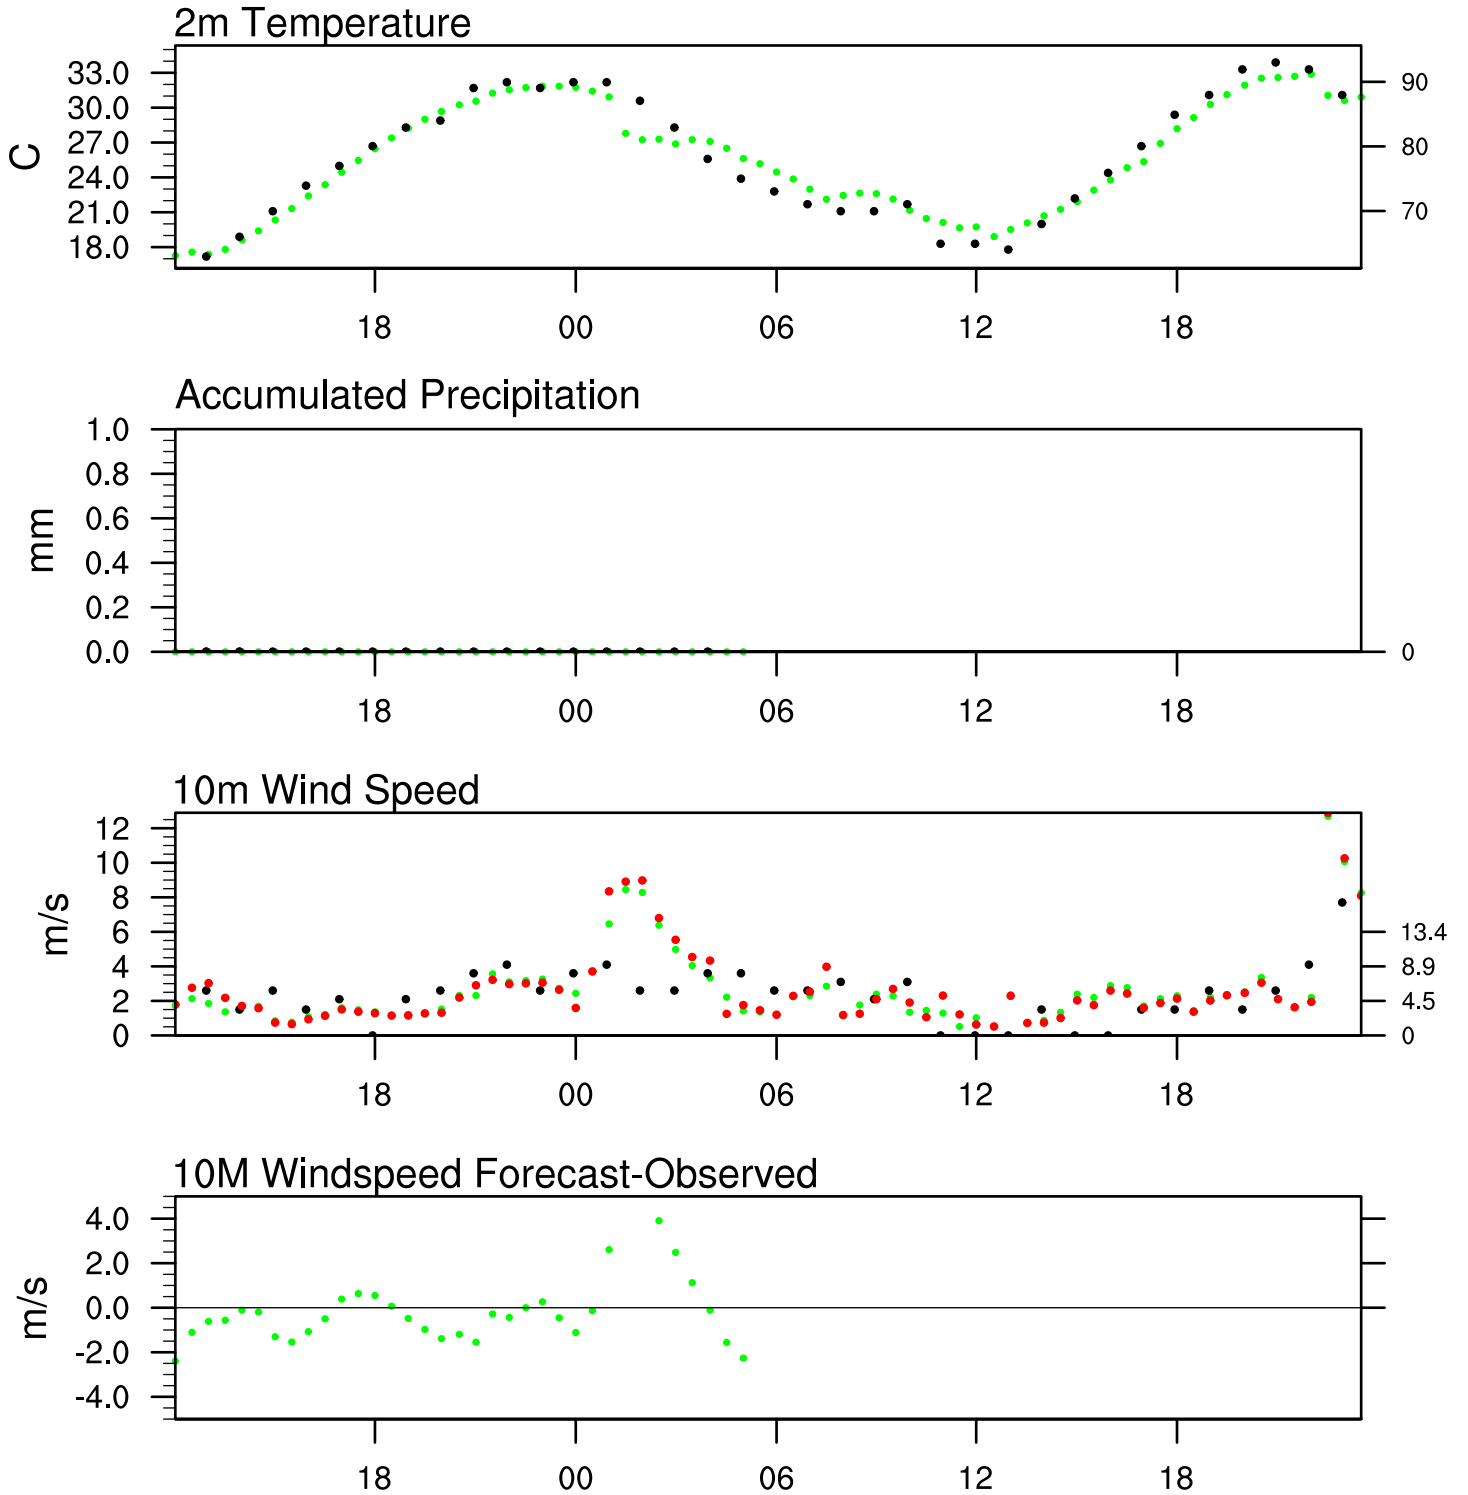 2m Temperature
33.0
30.0
27.0
24.0
21.0
18.0
C
90
80
70
18 00 06 12 18
Accumulated Precipitation
1.0
0.8
0.6
0.4
0.2
0.0
mm
0
18 00 06 12 18
10m Wind Speed
12
10
8
6
4
2
0
m/s
13.4
8.9
4.5
0
18 00 06 12 18
10M Windspeed Forecast-Observed
4.0
2.0
0.0
-2.0
-4.0
m/s
18 00 06 12 18